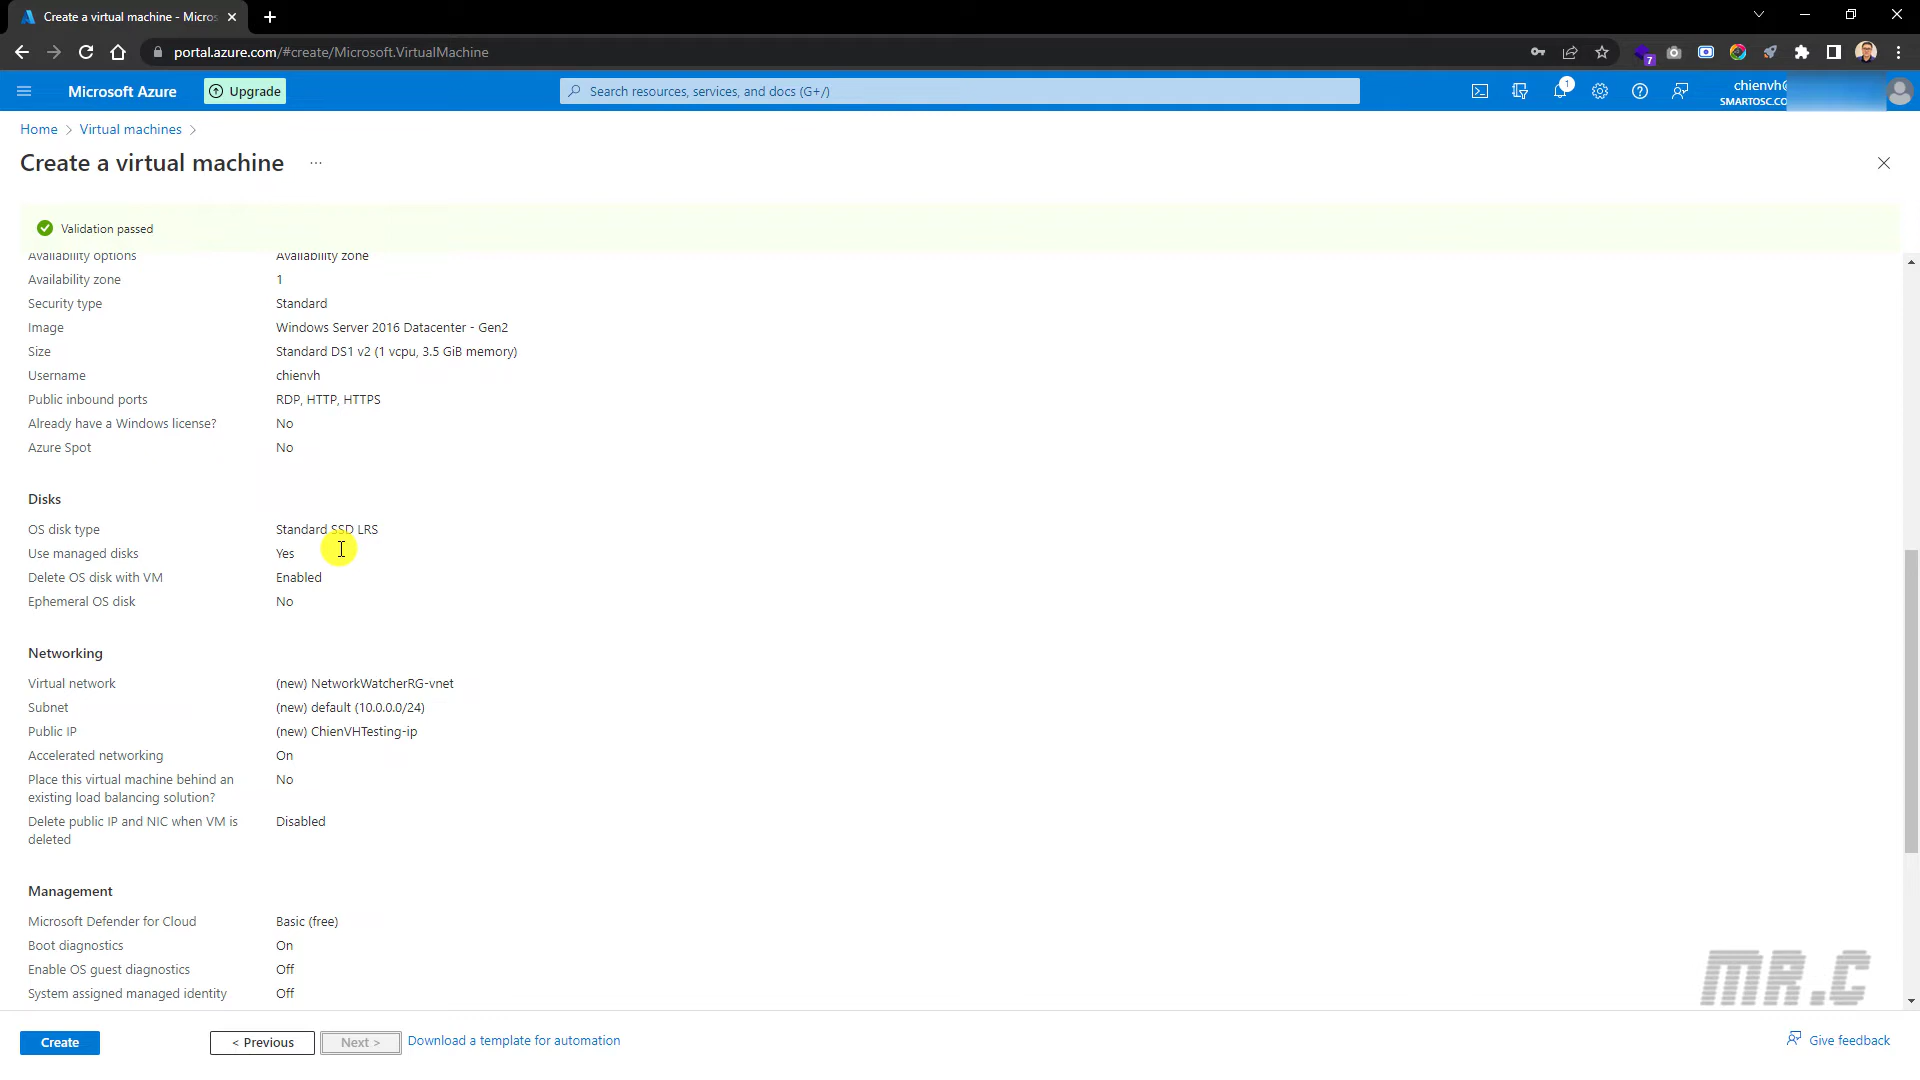 Create a virtual machine - Micros
portal.azure.com/#create/Microsoft.VirtualMachine
7
Microsoft Azure
Upgrade
Search resources, services, and docs (G+/)
1
chienvh@
SMARTOSC.CO
Home > Virtual machines >
Create a virtual machine ...
Validation passed
Availability options Availability zone
Availability zone 1
Security type Standard
Image Windows Server 2016 Datacenter - Gen2
Size Standard DS1 v2 (1 vcpu, 3.5 GiB memory)
Username chienvh
Public inbound ports RDP, HTTP, HTTPS
Already have a Windows license? No
Azure Spot No
Disks
OS disk type Standard SSD LRS
Use managed disks Yes
Delete OS disk with VM Enabled
Ephemeral OS disk No
Networking
Virtual network (new) NetworkWatcherRG-vnet
Subnet (new) default (10.0.0.0/24)
Public IP (new) ChienVHTesting-ip
Accelerated networking On
Place this virtual machine behind an No
existing load balancing solution?
Delete public IP and NIC when VM is Disabled
deleted
Management
Microsoft Defender for Cloud Basic (free)
Boot diagnostics On
Enable OS guest diagnostics Off
System assigned managed identity Off
MR.C
Create
< Previous
Next >
Download a template for automation
Give feedback